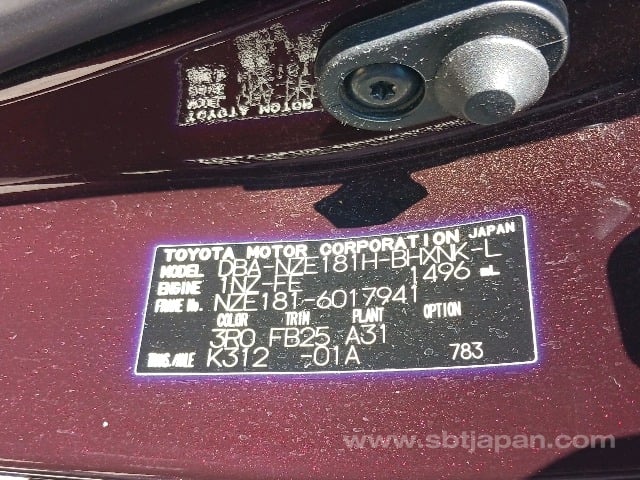 TOYOTA MOTOR CORPORATION JAPAN
MODEL DBA-NZE181H-BHXNK-L
ENGINE 1NZ-FE 1496 mL
FRAME No. NZE181-6017941
COLOR TRIM PLANT OPTION
3R0 FB25 A31
TRNS./AXLE K312 -01A 783
www.sbtjapan.com